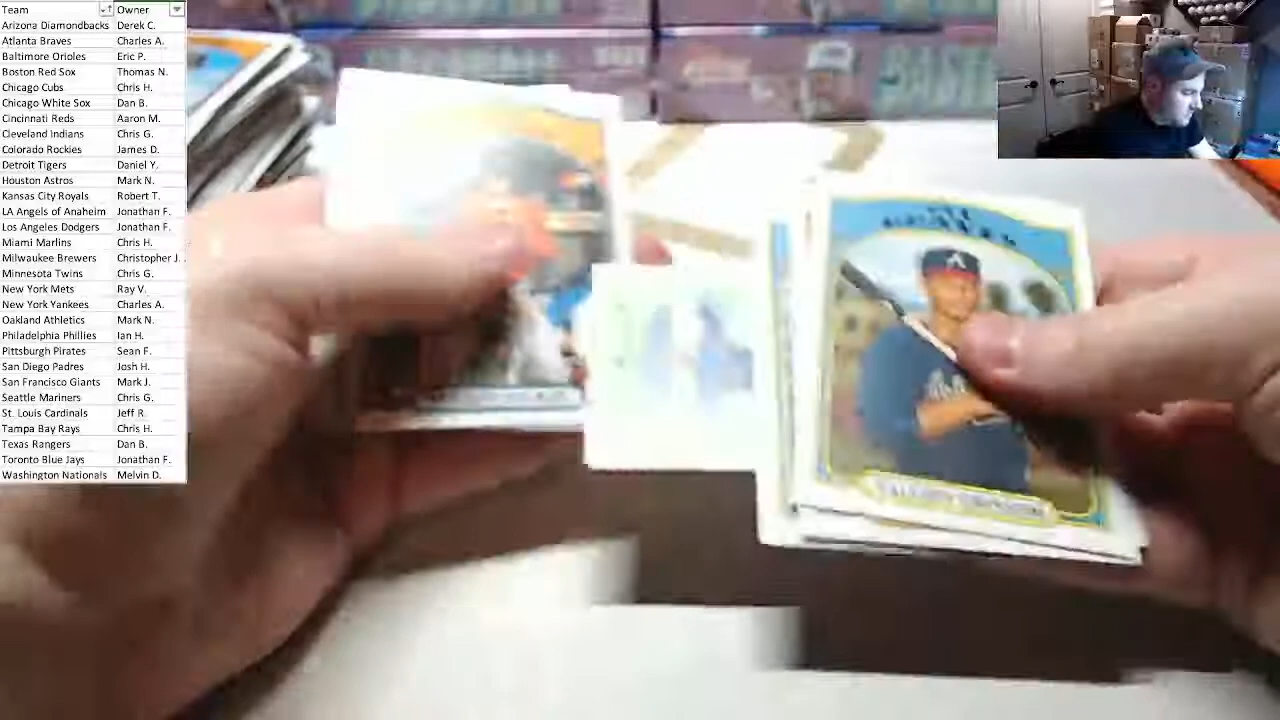 Team Owner
Arizona Diamondbacks Derek C.
Atlanta Braves Charles A.
Baltimore Orioles Eric P.
Boston Red Sox Thomas N.
Chicago Cubs Chris H.
Chicago White Sox Dan B.
Cincinnati Reds Aaron M.
Cleveland Indians Chris G.
Colorado Rockies James D.
Detroit Tigers Daniel Y.
Houston Astros Mark N.
Kansas City Royals Robert T.
LA Angels of Anaheim Jonathan F.
Los Angeles Dodgers Jonathan F.
Miami Marlins Chris H.
Milwaukee Brewers Christopher J.
Minnesota Twins Chris G.
New York Mets Ray V.
New York Yankees Charles A.
Oakland Athletics Mark N.
Philadelphia Phillies Ian H.
Pittsburgh Pirates Sean F.
San Diego Padres Josh H.
San Francisco Giants Mark J.
Seattle Mariners Chris G.
St. Louis Cardinals Jeff R.
Tampa Bay Rays Chris H.
Texas Rangers Dan B.
Toronto Blue Jays Jonathan F.
Washington Nationals Melvin D.
A